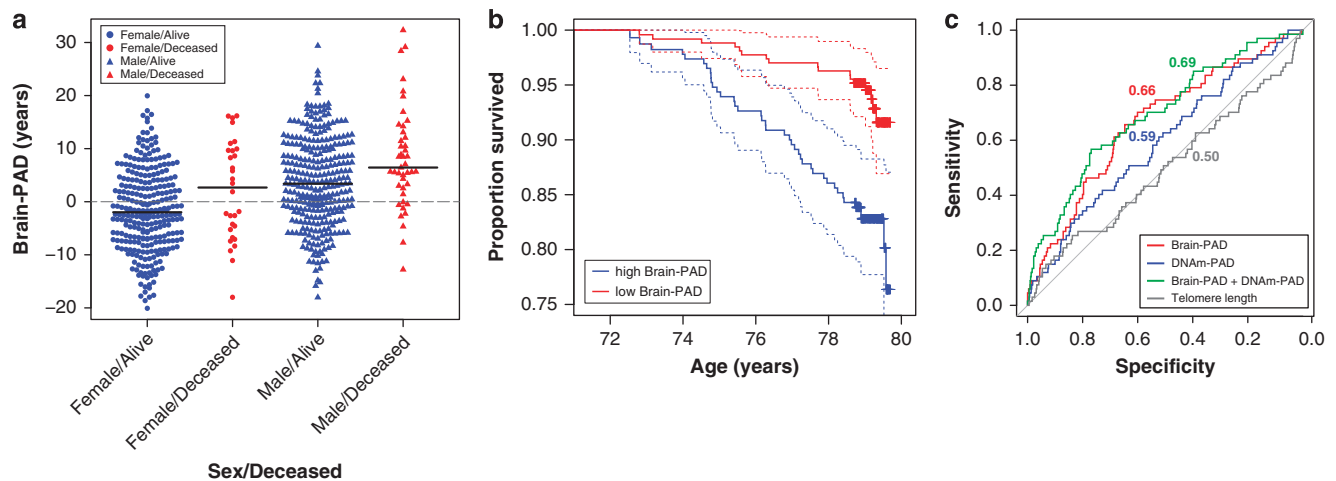 a
Female/Alive
Female/Deceased
Male/Alive
Male/Deceased
Brain-PAD (years)
30
20
10
0
−10
−20
Female/Alive
Female/Deceased
Male/Alive
Male/Deceased
Sex/Deceased
b
Proportion survived
1.00
0.95
0.90
0.85
0.80
0.75
high Brain-PAD
low Brain-PAD
72
74
76
78
80
Age (years)
c
Sensitivity
1.0
0.8
0.6
0.4
0.2
0.0
0.69
0.66
0.59
0.50
Brain-PAD
DNAm-PAD
Brain-PAD + DNAm-PAD
Telomere length
1.0
0.8
0.6
0.4
0.2
0.0
Specificity